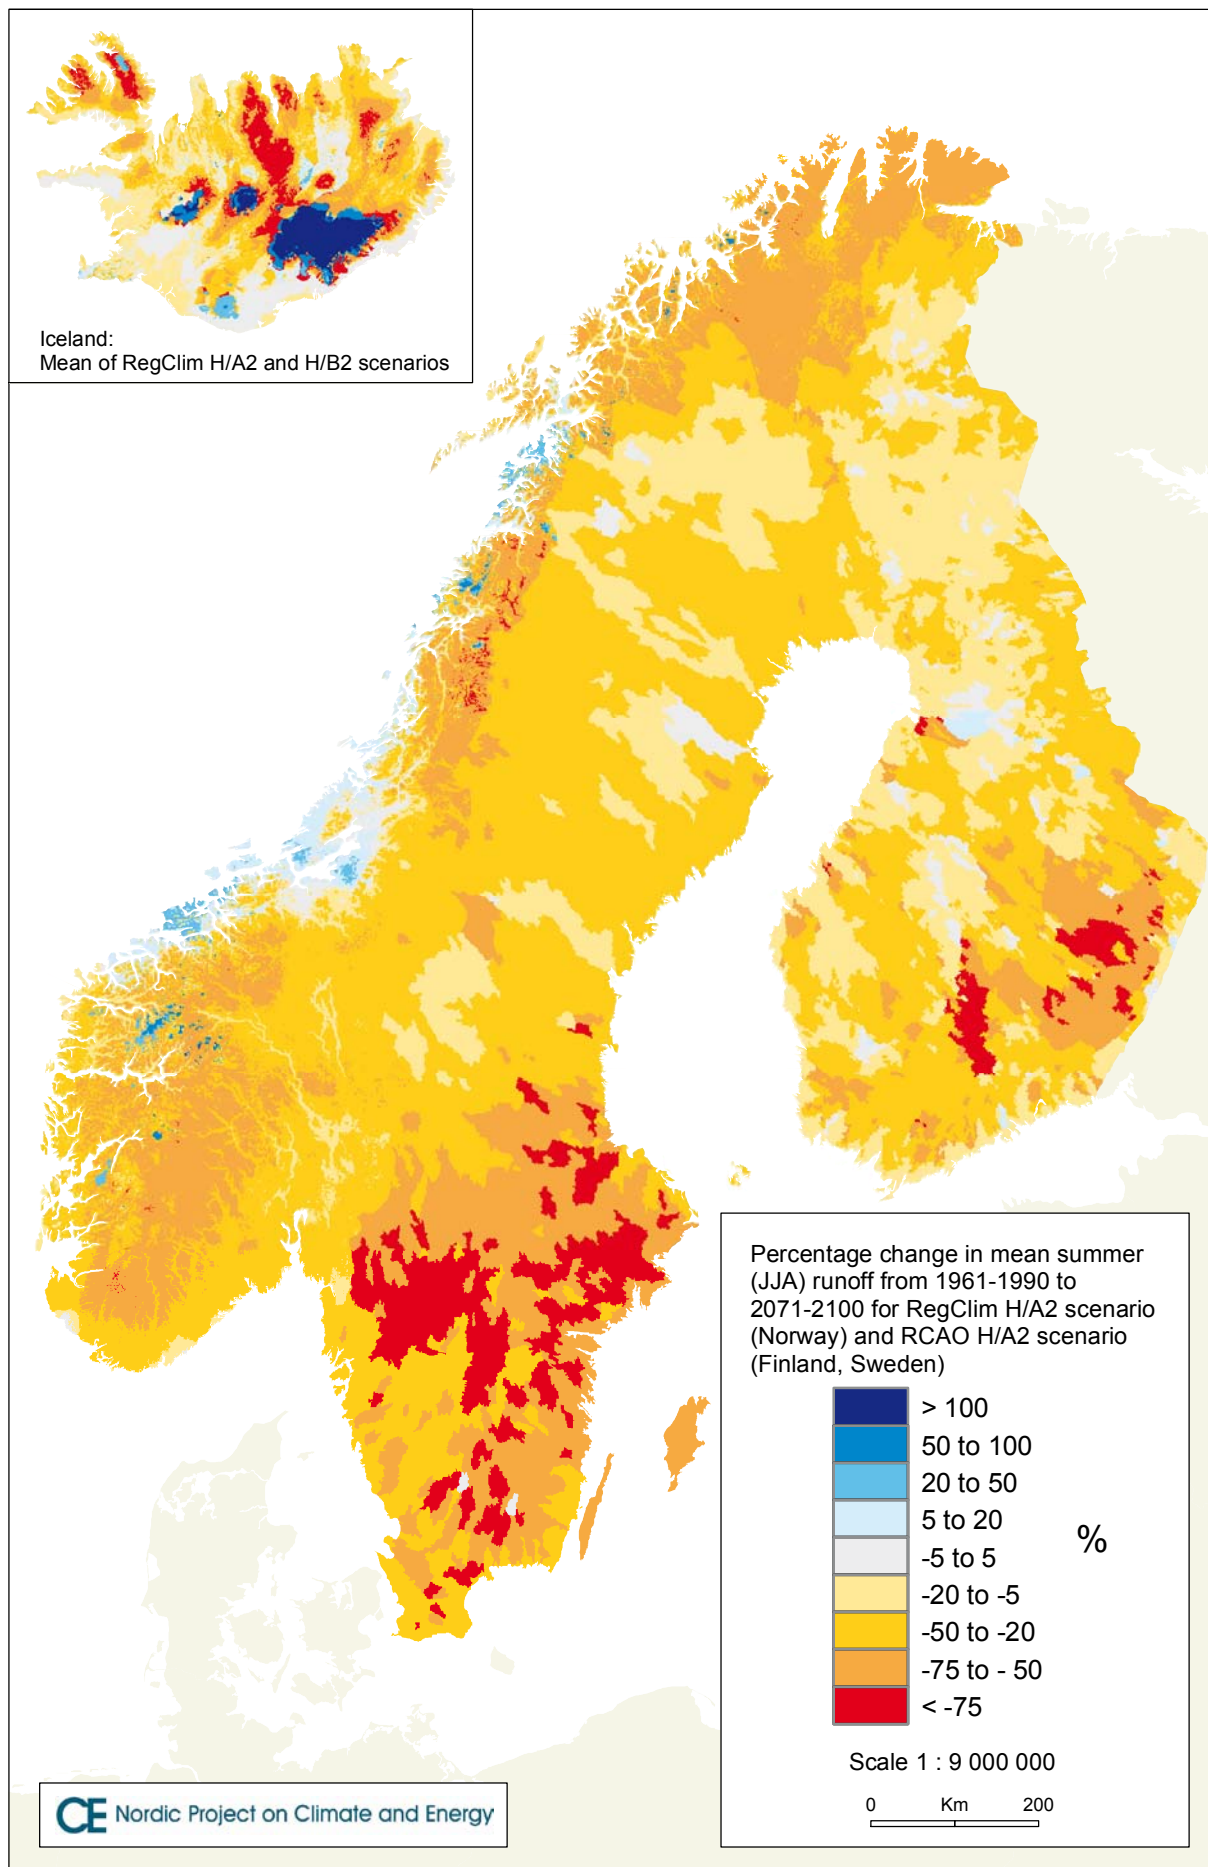 Iceland:
Mean of RegClim H/A2 and H/B2 scenarios
Percentage change in mean summer
(JJA) runoff from 1961-1990 to
2071-2100 for RegClim H/A2 scenario
(Norway) and RCAO H/A2 scenario
(Finland, Sweden)
> 100
50 to 100
20 to 50
5 to 20
-5 to 5
-20 to -5
-50 to -20
-75 to - 50
< -75
%
Scale 1 : 9 000 000
0 Km 200
CE Nordic Project on Climate and Energy